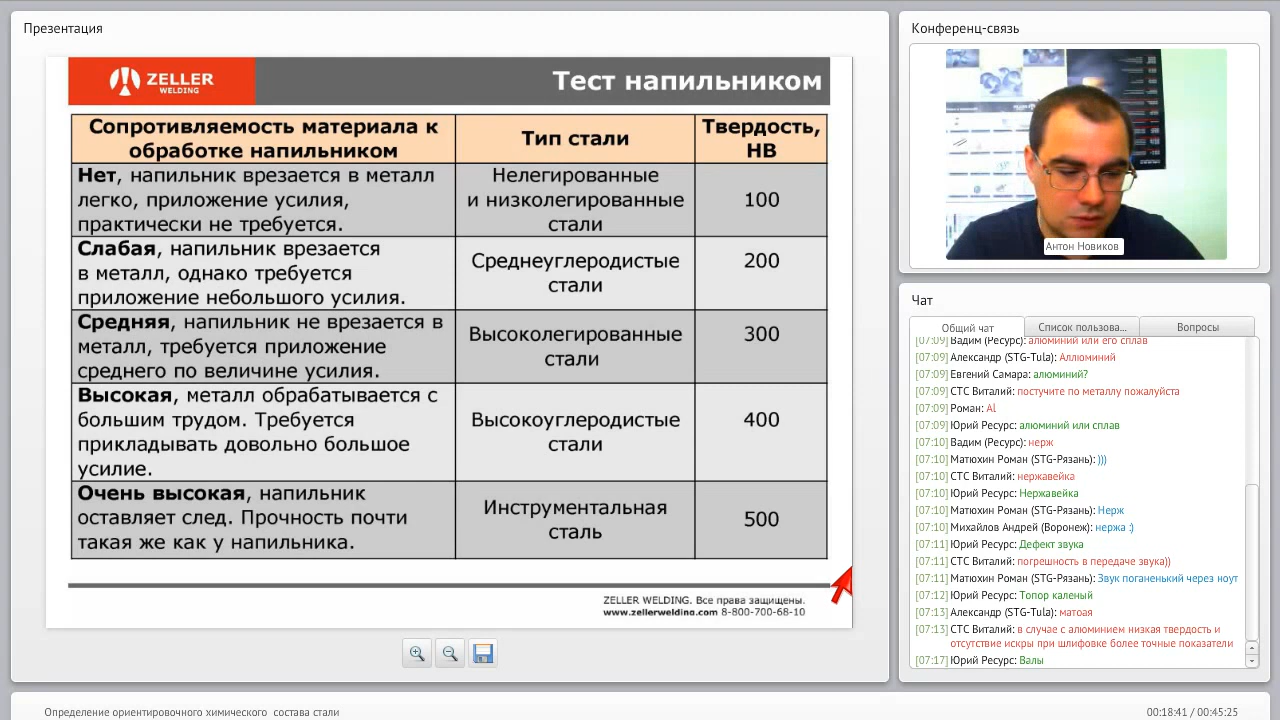 Презентация
ZELLER
WELDING
Тест напильником
Сопротивляемость материала к
обработке напильником
Тип стали
Твердость,
НВ
Нет, напильник врезается в металл
легко, приложение усилия,
практически не требуется.
Нелегированные
и низколегированные
стали
100
Слабая, напильник врезается
в металл, однако требуется
приложение небольшого усилия.
Среднеуглеродистые
стали
200
Средняя, напильник не врезается в
металл, требуется приложение
среднего по величине усилия.
Высоколегированные
стали
300
Высокая, металл обрабатывается с
большим трудом. Требуется
прикладывать довольно большое
усилие.
Высокоуглеродистые
стали
400
Очень высокая, напильник
оставляет след. Прочность почти
такая же как у напильника.
Инструментальная
сталь
500
ZELLER WELDING. Все права защищены.
www.zellerwelding.com 8-800-700-68-10
Конференц-связь
Антон Новиков
Чат
Общий чат
Список пользова...
Вопросы
[07:09] Вадим (Ресурс): алюминий или его сплав
[07:09] Александр (STG-Tula): Аллюминий
[07:09] Евгений Самара: алюминий?
[07:09] СТС Виталий: постучите по металлу пожалуйста
[07:09] Роман: Al
[07:09] Юрий Ресурс: алюминий или сплав
[07:10] Вадим (Ресурс): нерж
[07:10] Матюхин Роман (STG-Рязань): )))
[07:10] СТС Виталий: нержавейка
[07:10] Юрий Ресурс: Нержавейка
[07:10] Матюхин Роман (STG-Рязань): Нерж
[07:10] Михайлов Андрей (Воронеж): нержа :)
[07:11] Юрий Ресурс: Дефект звука
[07:11] СТС Виталий: погрешность в передаче звука))
[07:11] Матюхин Роман (STG-Рязань): Звук поганенький через ноут
[07:12] Юрий Ресурс: Топор каленый
[07:13] Александр (STG-Tula): матоая
[07:13] СТС Виталий: в случае с алюминием низкая твердость и
отсутствие искры при шлифовке более точные показатели
[07:17] Юрий Ресурс: Валы
Определение ориентировочного химического состава стали
00:18:41 / 00:45:25